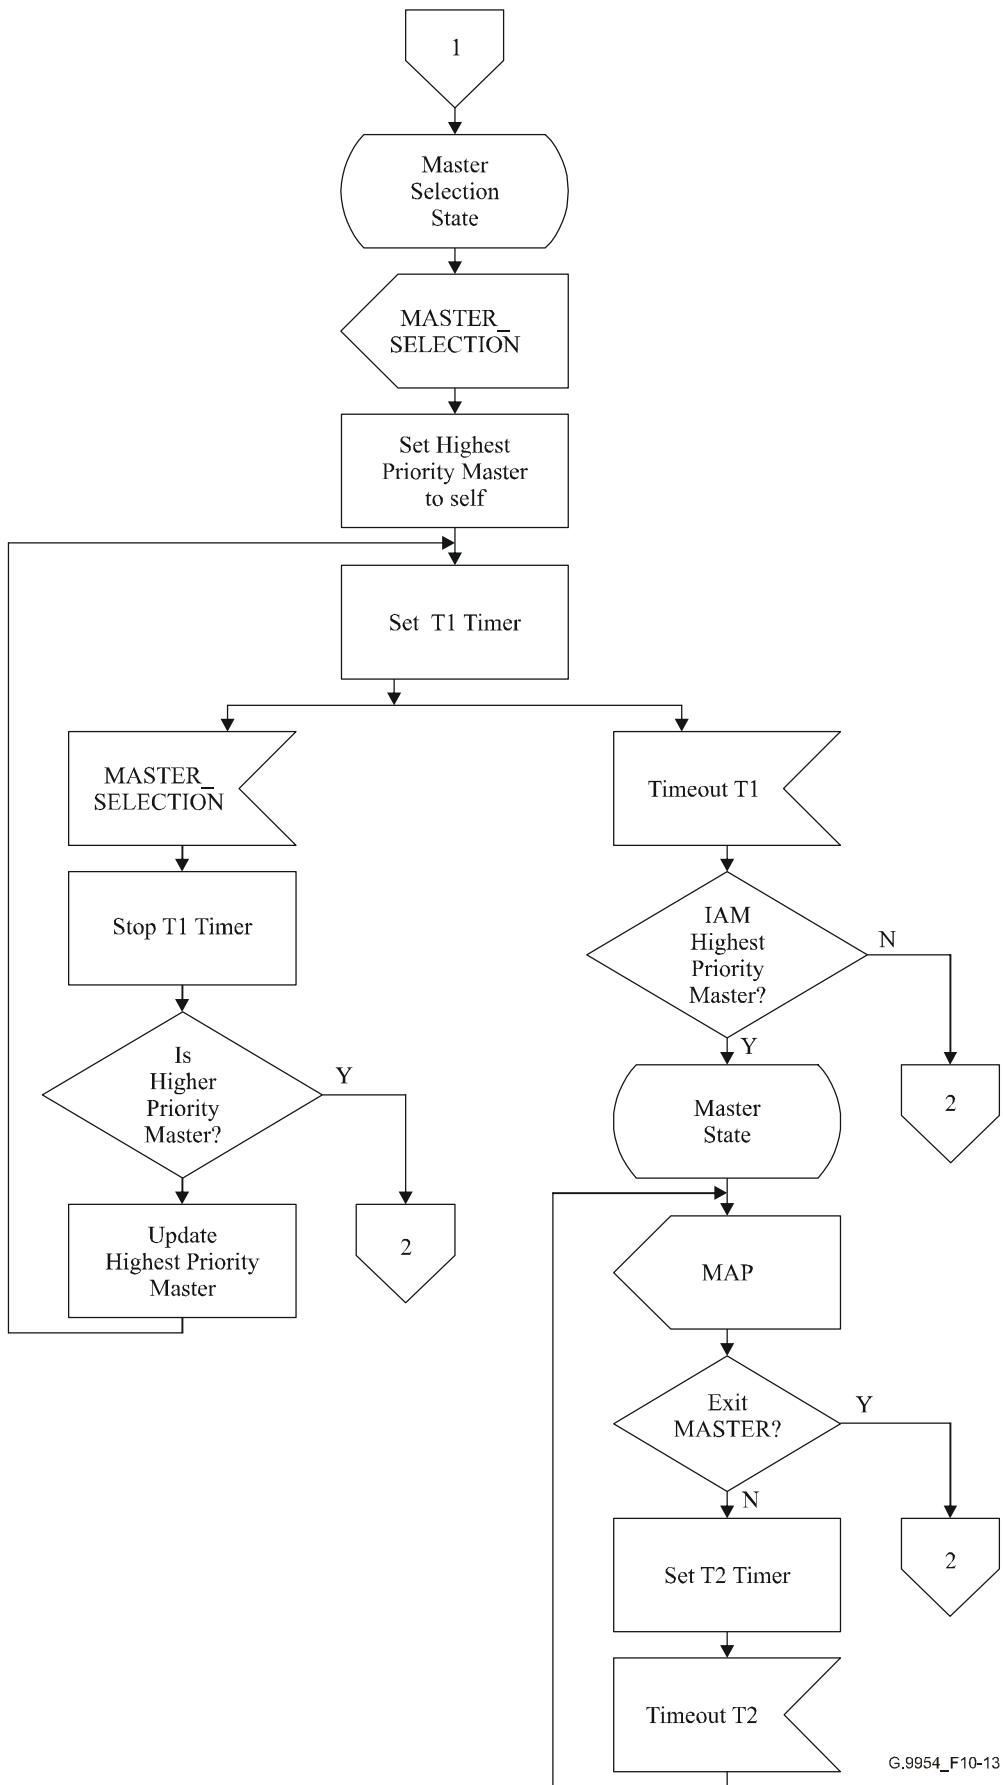 1
Master
Selection
State
MASTER_
SELECTION
Set Highest
Priority Master
to self
Set T1 Timer
MASTER_
SELECTION
Timeout T1
Stop T1 Timer
IAM
Highest
Priority
Master?
N
Y
2
Is
Higher
Priority
Master?
Y
2
Master
State
Update
Highest Priority
Master
MAP
Exit
MASTER?
Y
N
2
Set T2 Timer
Timeout T2
G.9954_F10-13